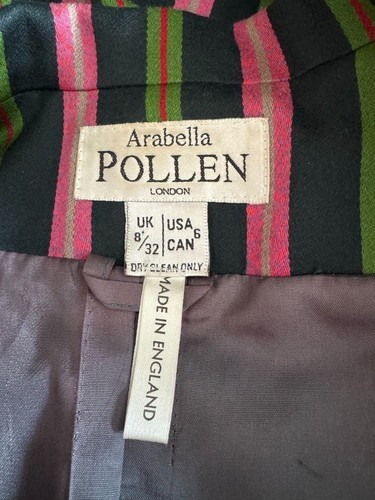 Arabella
POLLEN
LONDON
UK USA 6
8'/32 CAN
DRY CLEAN ONLY
MADE IN ENGLAND